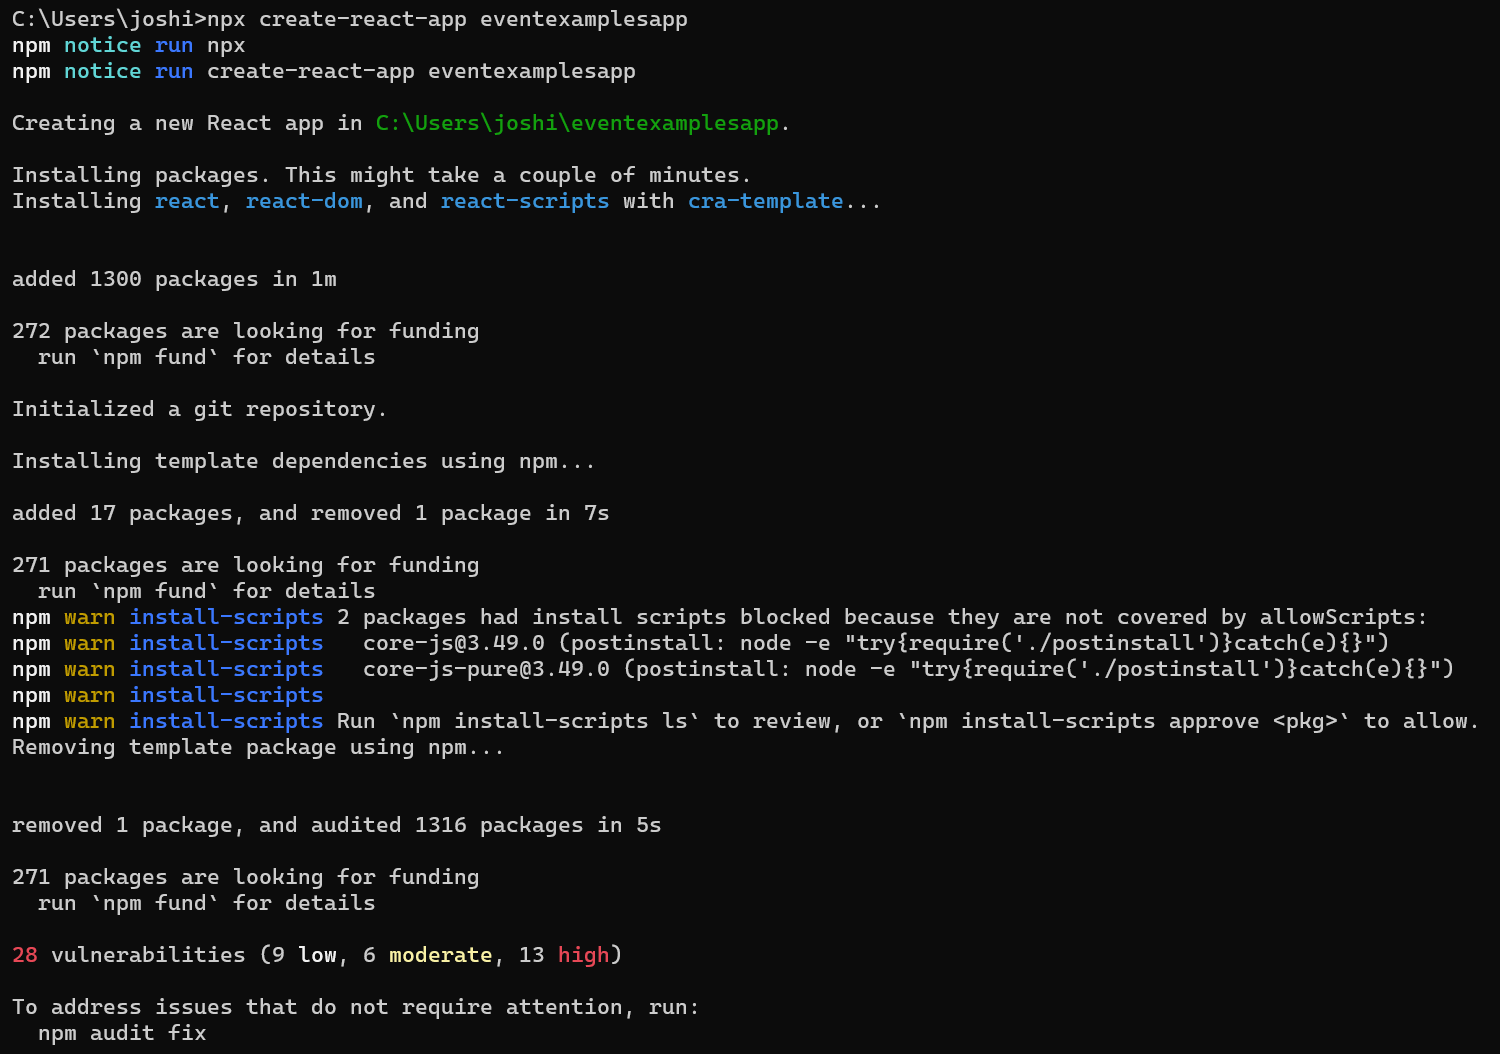 C:\Users\joshi>npx create-react-app eventexamplesapp
npm notice run npx
npm notice run create-react-app eventexamplesapp
Creating a new React app in C:\Users\joshi\eventexamplesapp.
Installing packages. This might take a couple of minutes.
Installing react, react-dom, and react-scripts with cra-template...
added 1300 packages in 1m
272 packages are looking for funding
  run `npm fund` for details
Initialized a git repository.
Installing template dependencies using npm...
added 17 packages, and removed 1 package in 7s
271 packages are looking for funding
  run `npm fund` for details
npm warn install-scripts 2 packages had install scripts blocked because they are not covered by allowScripts:
npm warn install-scripts   core-js@3.49.0 (postinstall: node -e "try{require('./postinstall')}catch(e){}")
npm warn install-scripts   core-js-pure@3.49.0 (postinstall: node -e "try{require('./postinstall')}catch(e){}")
npm warn install-scripts
npm warn install-scripts Run `npm install-scripts ls` to review, or `npm install-scripts approve <pkg>` to allow.
Removing template package using npm...
removed 1 package, and audited 1316 packages in 5s
271 packages are looking for funding
  run `npm fund` for details
28 vulnerabilities (9 low, 6 moderate, 13 high)
To address issues that do not require attention, run:
  npm audit fix